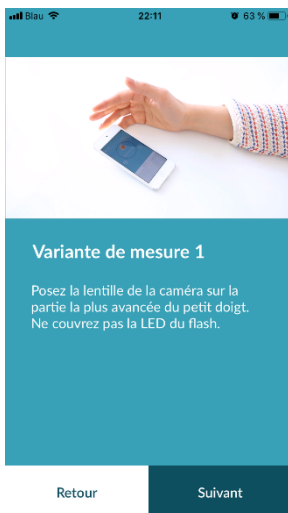 Blau 22:11 63 %
Variante de mesure 1
Posez la lentille de la caméra sur la
partie la plus avancée du petit doigt.
Ne couvrez pas la LED du flash.
Retour Suivant